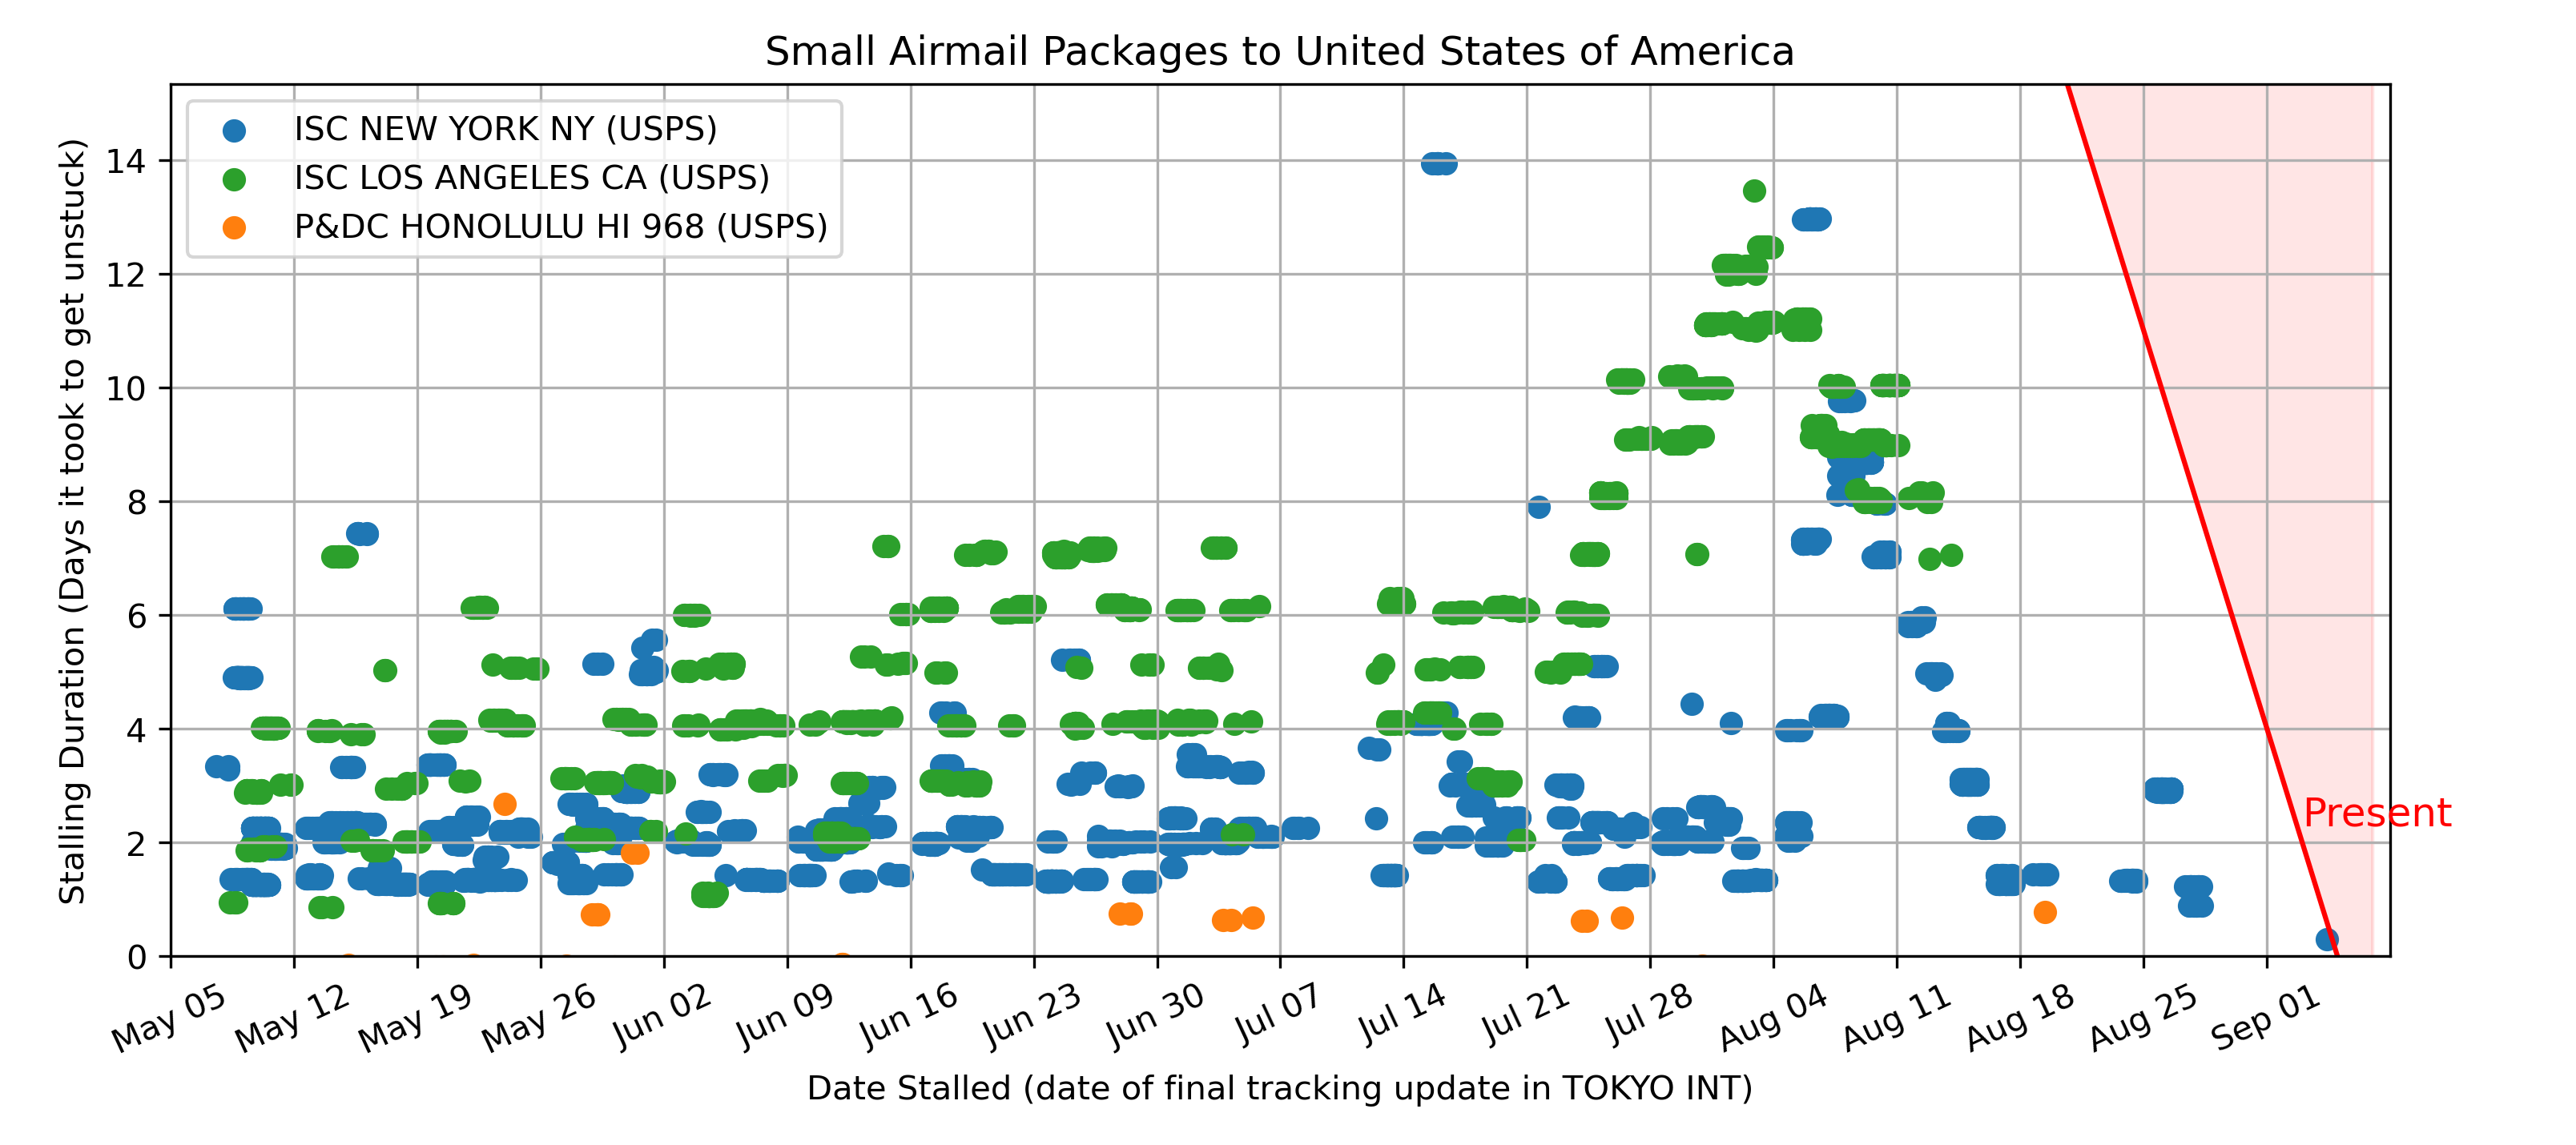 Small Airmail Packages to United States of America
ISC NEW YORK NY (USPS)
ISC LOS ANGELES CA (USPS)
P&DC HONOLULU HI 968 (USPS)
Stalling Duration (Days it took to get unstuck)
14
12
10
8
6
4
2
0
Present
May 05
May 12
May 19
May 26
Jun 02
Jun 09
Jun 16
Jun 23
Jun 30
Jul 07
Jul 14
Jul 21
Jul 28
Aug 04
Aug 11
Aug 18
Aug 25
Sep 01
Date Stalled (date of final tracking update in TOKYO INT)